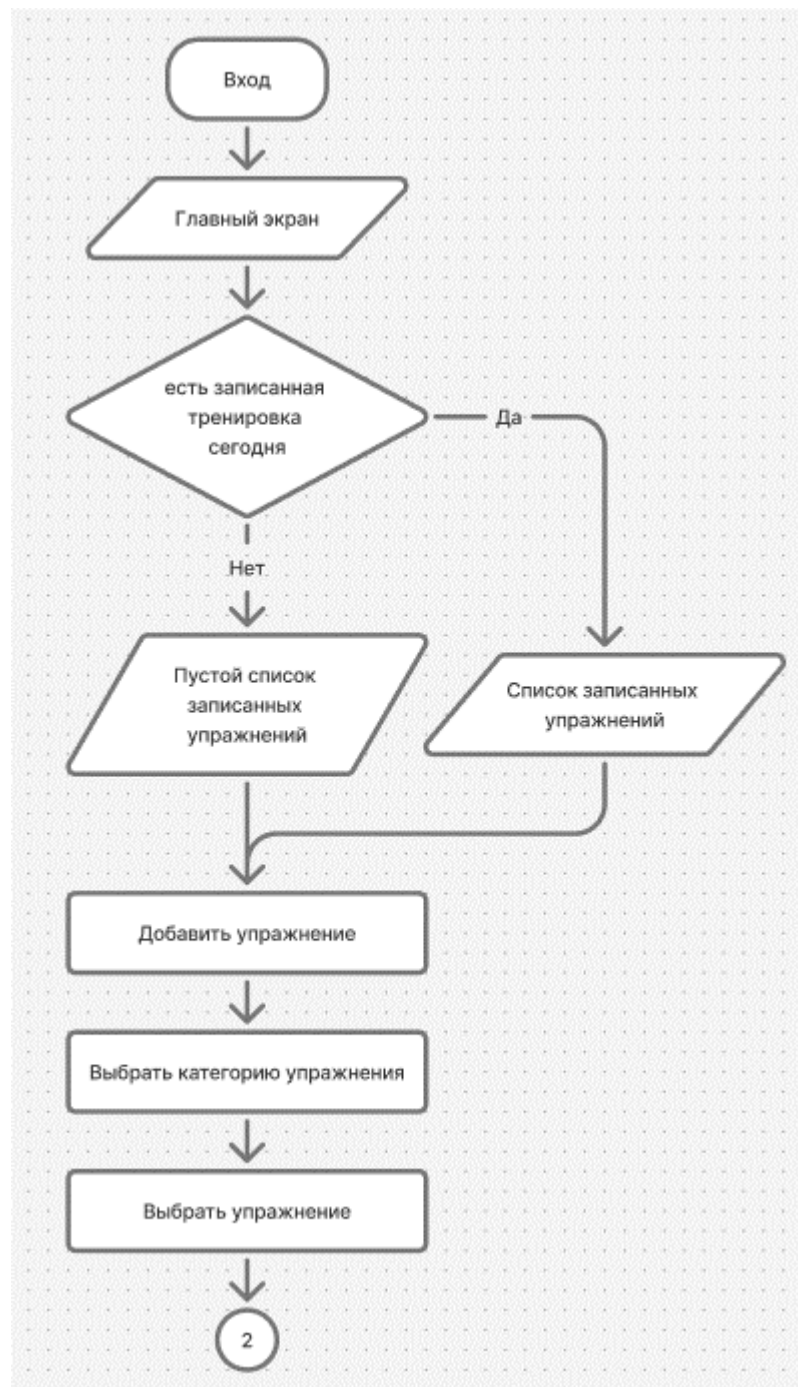 Вход
Главный экран
есть записанная
тренировка
сегодня
Да
Нет
Пустой список
записанных
упражнений
Список записанных
упражнений
Добавить упражнение
Выбрать категорию упражнения
Выбрать упражнение
2